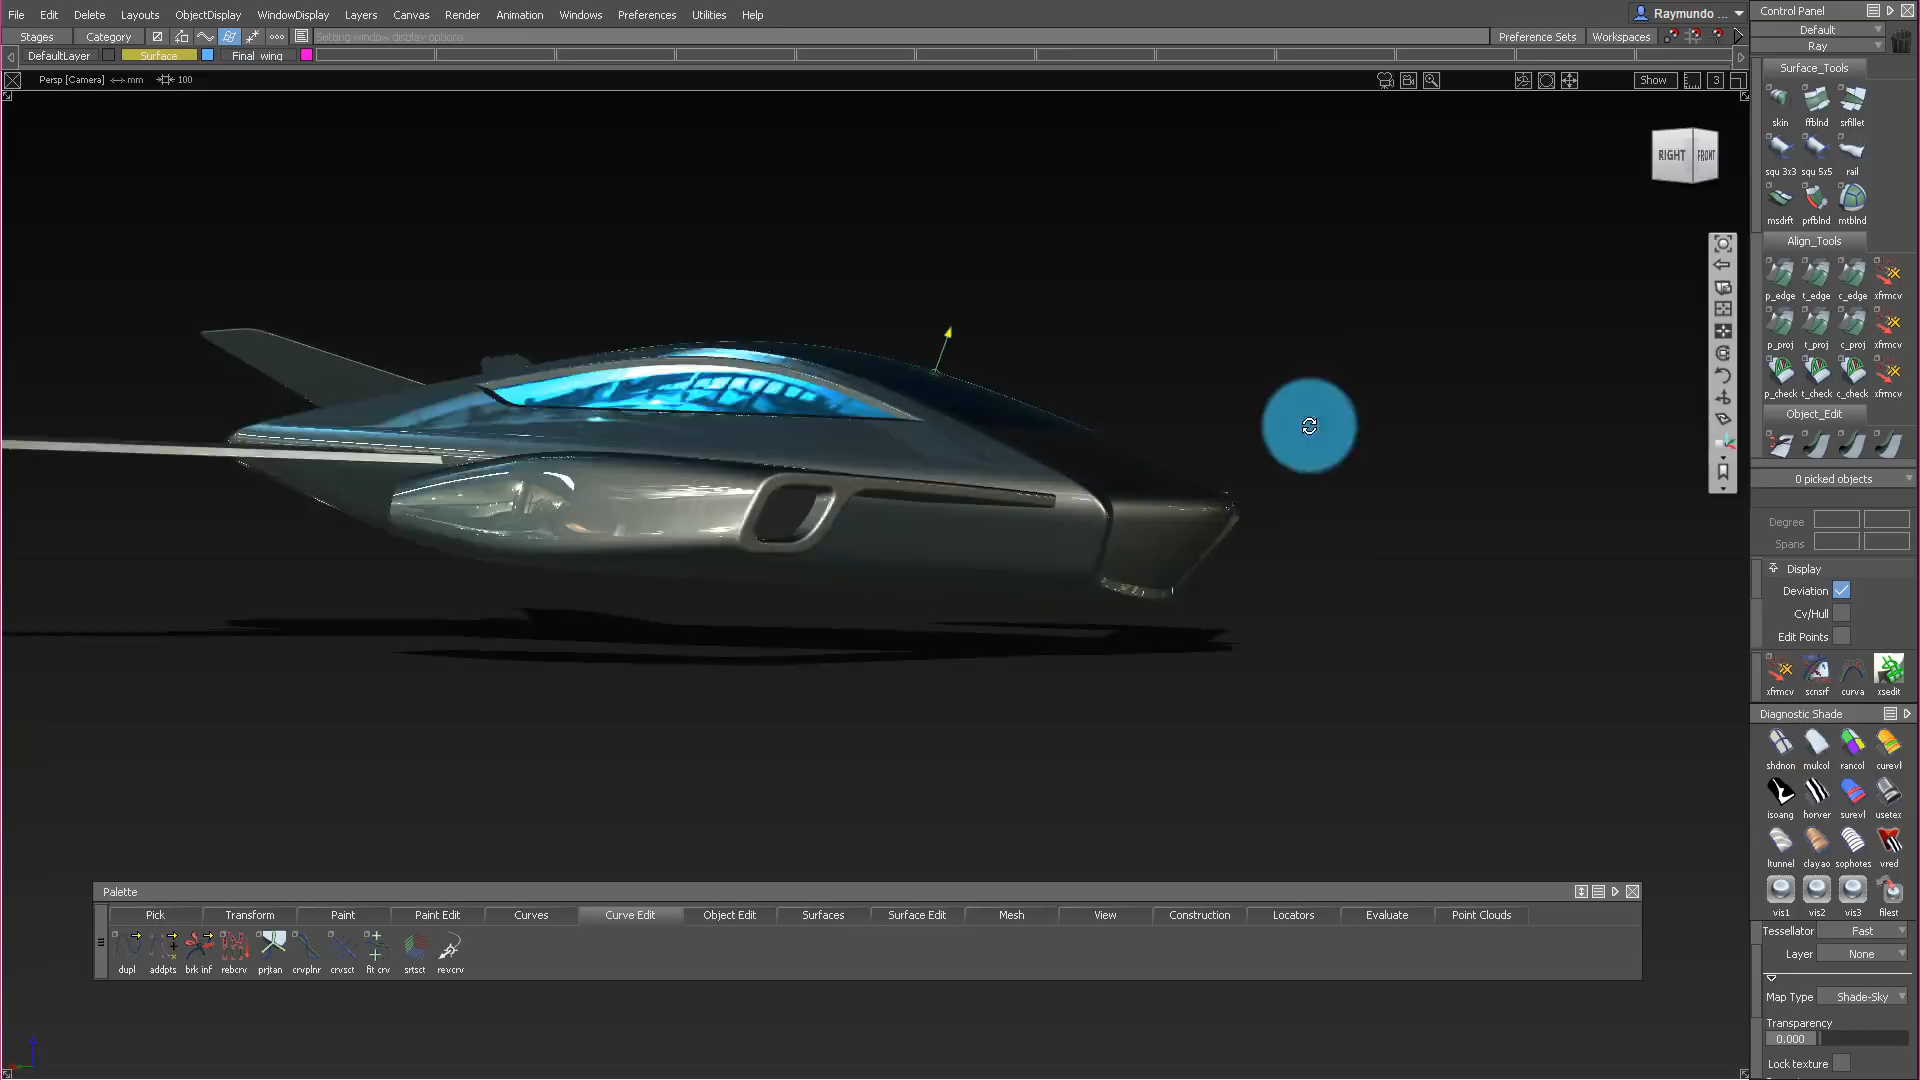 File Edit Delete Layouts ObjectDisplay WindowDisplay Layers Canvas Render Animation Windows Preferences Utilities Help
Raymundo ...
Control Panel
Stages Category Setting window display options Preference Sets Workspaces
Default
Ray
DefaultLayer Surface Final_wing
Persp [Camera] mm 100
Show 3
RIGHT FRONT
Surface_Tools
skin ffblnd srfillet
squ 3x3 squ 5x5 rail
msdrft prfblnd mtblnd
Align_Tools
p_edge t_edge c_edge xfrmcv
p_proj t_proj c_proj xfrmcv
p_check t_check c_check xfrmcv
Object_Edit
0 picked objects
Degree
Spans
Display
Deviation
Cv/Hull
Edit Points
xfrmcv scnsrf curva xsedit
Diagnostic Shade
shdnon mulcol rancol curevl
isoang horver surevl usetex
ltunnel clayao sophotes vred
vis1 vis2 vis3 filest
Tessellator Fast
Layer None
Map Type Shade-Sky
Transparency
0.000
Lock texture
Palette
Pick Transform Paint Paint Edit Curves Curve Edit Object Edit Surfaces Surface Edit Mesh View Construction Locators Evaluate Point Clouds
dupl addpts brk inf rebcrv prjtan crvplnr crvsct fit crv srtsct revcrv